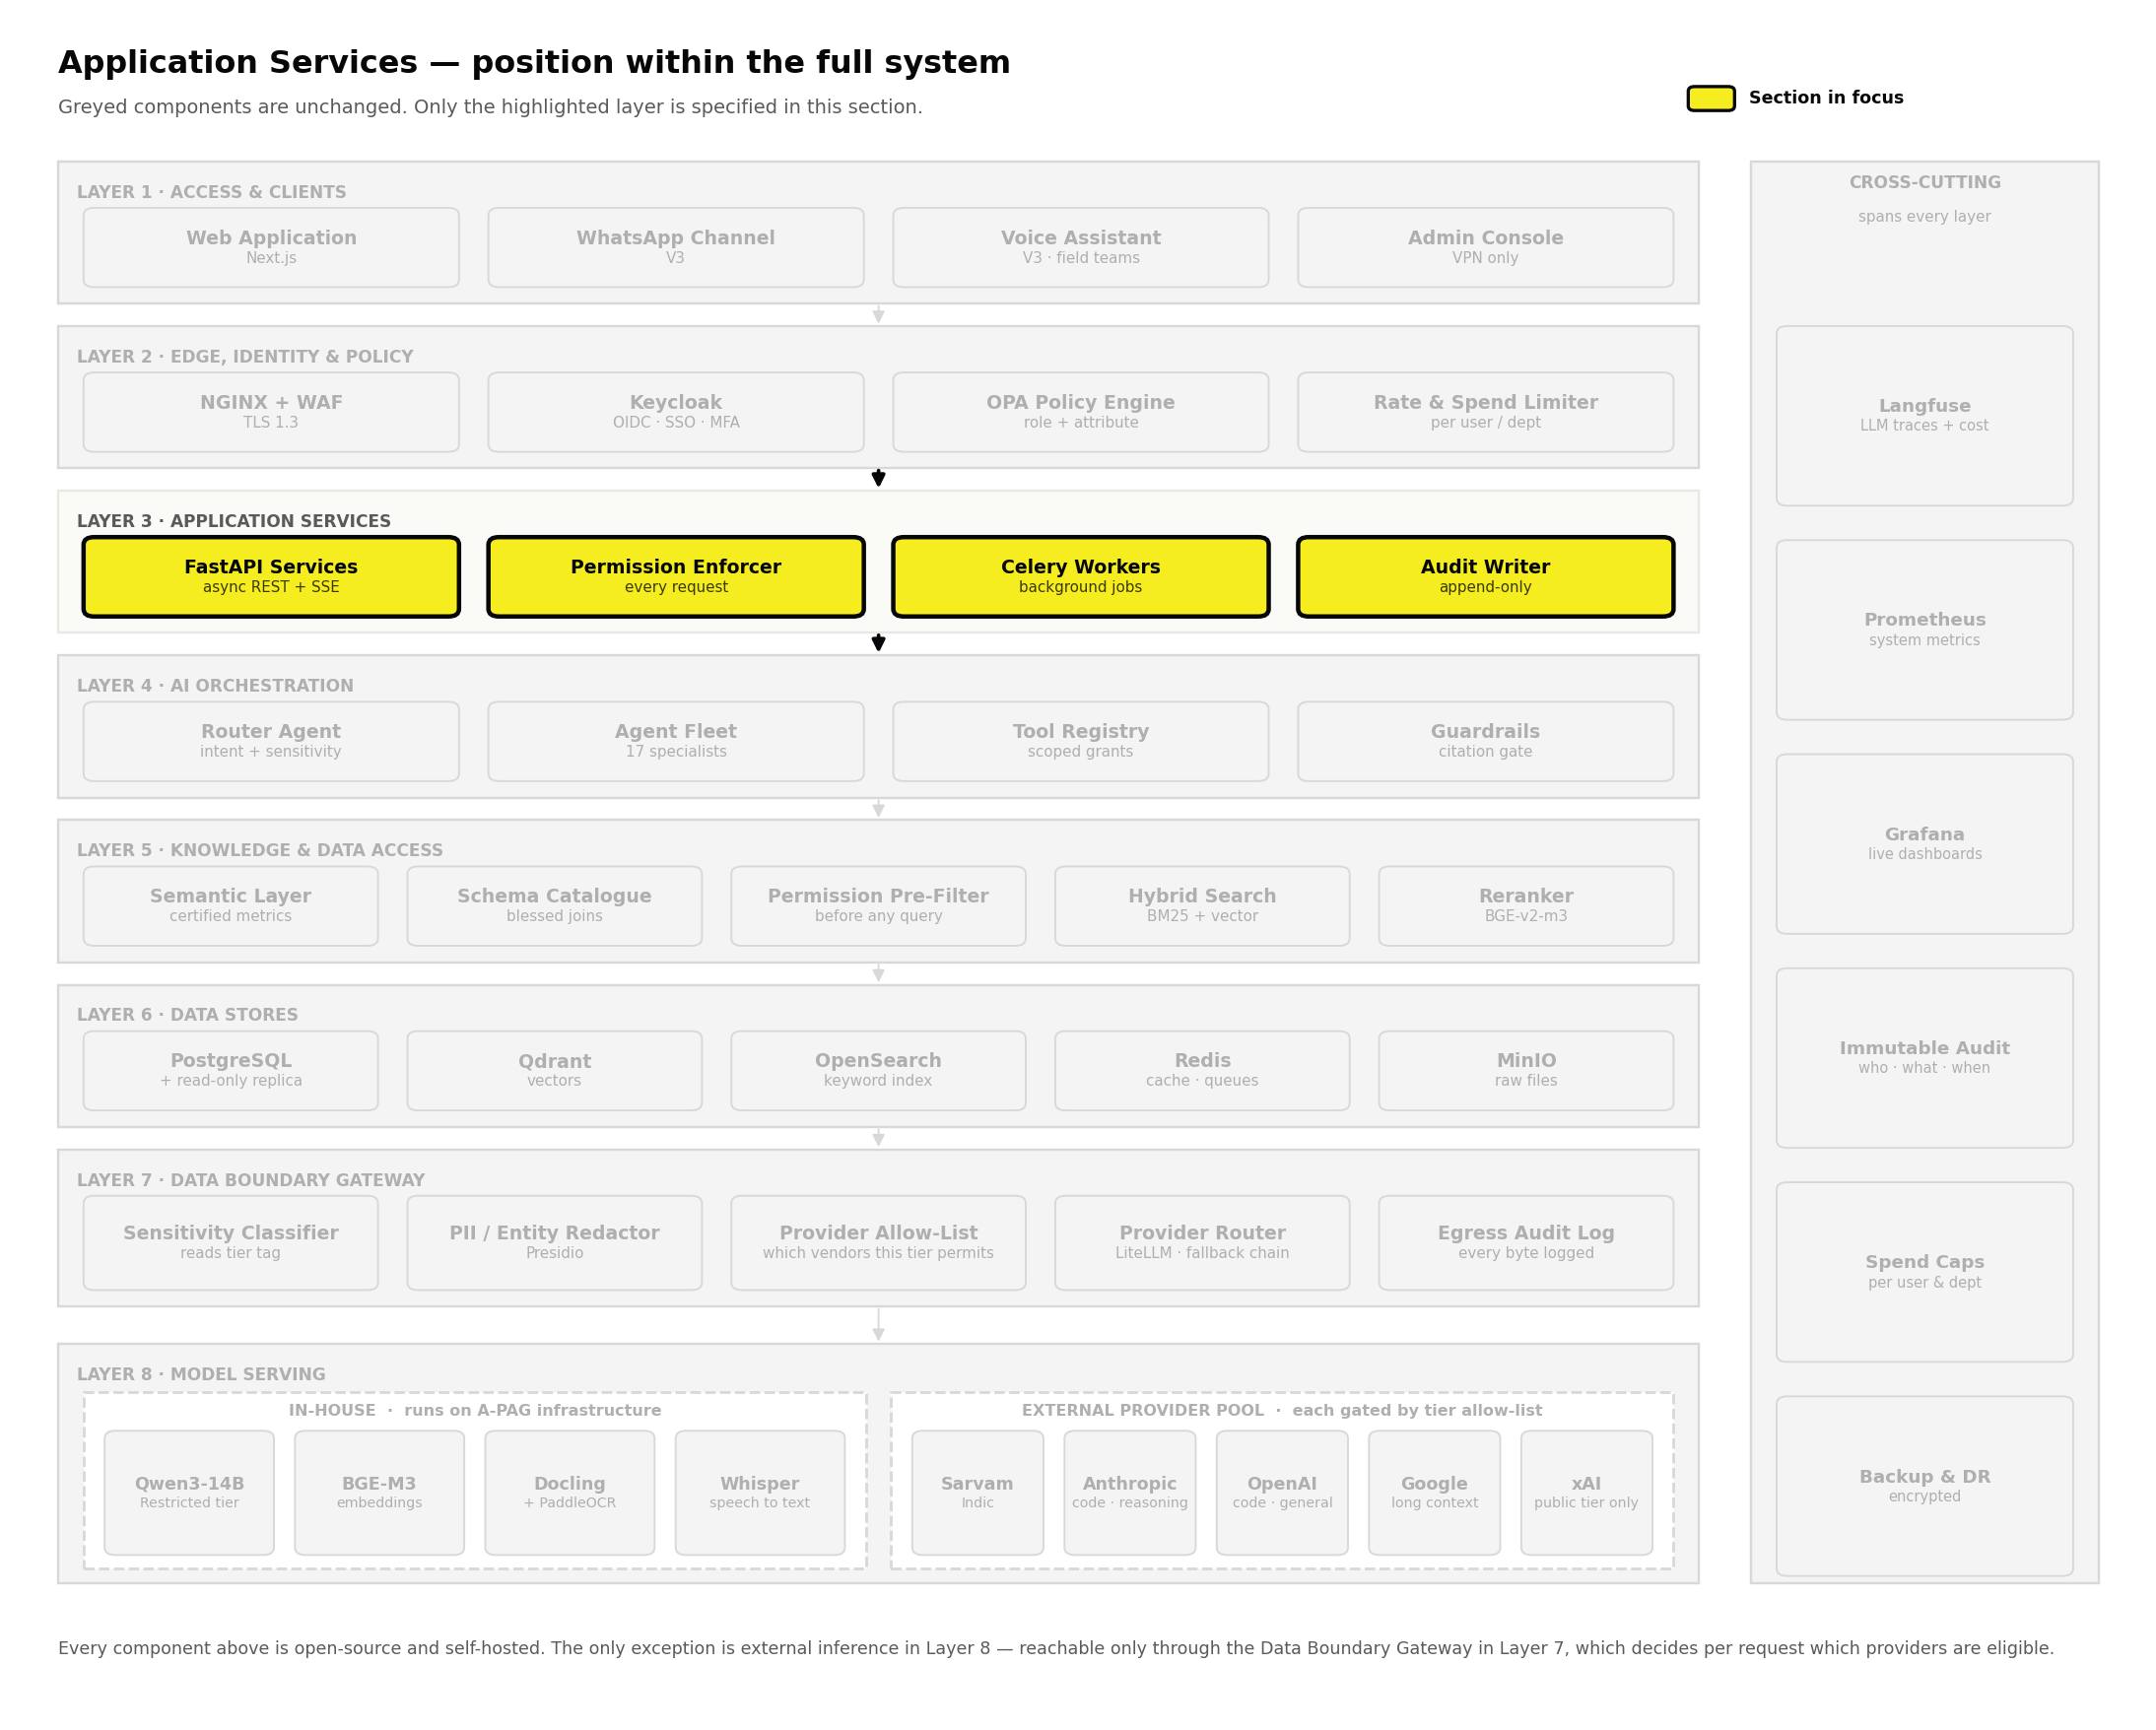 Application Services — position within the full system
Greyed components are unchanged. Only the highlighted layer is specified in this section.
Section in focus
LAYER 1 · ACCESS & CLIENTS
Web Application
Next.js
WhatsApp Channel
V3
Voice Assistant
V3 · field teams
Admin Console
VPN only
LAYER 2 · EDGE, IDENTITY & POLICY
NGINX + WAF
TLS 1.3
Keycloak
OIDC · SSO · MFA
OPA Policy Engine
role + attribute
Rate & Spend Limiter
per user / dept
LAYER 3 · APPLICATION SERVICES
FastAPI Services
async REST + SSE
Permission Enforcer
every request
Celery Workers
background jobs
Audit Writer
append-only
LAYER 4 · AI ORCHESTRATION
Router Agent
intent + sensitivity
Agent Fleet
17 specialists
Tool Registry
scoped grants
Guardrails
citation gate
LAYER 5 · KNOWLEDGE & DATA ACCESS
Semantic Layer
certified metrics
Schema Catalogue
blessed joins
Permission Pre-Filter
before any query
Hybrid Search
BM25 + vector
Reranker
BGE-v2-m3
LAYER 6 · DATA STORES
PostgreSQL
+ read-only replica
Qdrant
vectors
OpenSearch
keyword index
Redis
cache · queues
MinIO
raw files
LAYER 7 · DATA BOUNDARY GATEWAY
Sensitivity Classifier
reads tier tag
PII / Entity Redactor
Presidio
Provider Allow-List
which vendors this tier permits
Provider Router
LiteLLM · fallback chain
Egress Audit Log
every byte logged
LAYER 8 · MODEL SERVING
IN-HOUSE · runs on A-PAG infrastructure
Qwen3-14B
Restricted tier
BGE-M3
embeddings
Docling
+ PaddleOCR
Whisper
speech to text
EXTERNAL PROVIDER POOL · each gated by tier allow-list
Sarvam
Indic
Anthropic
code · reasoning
OpenAI
code · general
Google
long context
xAI
public tier only
CROSS-CUTTING
spans every layer
Langfuse
LLM traces + cost
Prometheus
system metrics
Grafana
live dashboards
Immutable Audit
who · what · when
Spend Caps
per user & dept
Backup & DR
encrypted
Every component above is open-source and self-hosted. The only exception is external inference in Layer 8 — reachable only through the Data Boundary Gateway in Layer 7, which decides per request which providers are eligible.